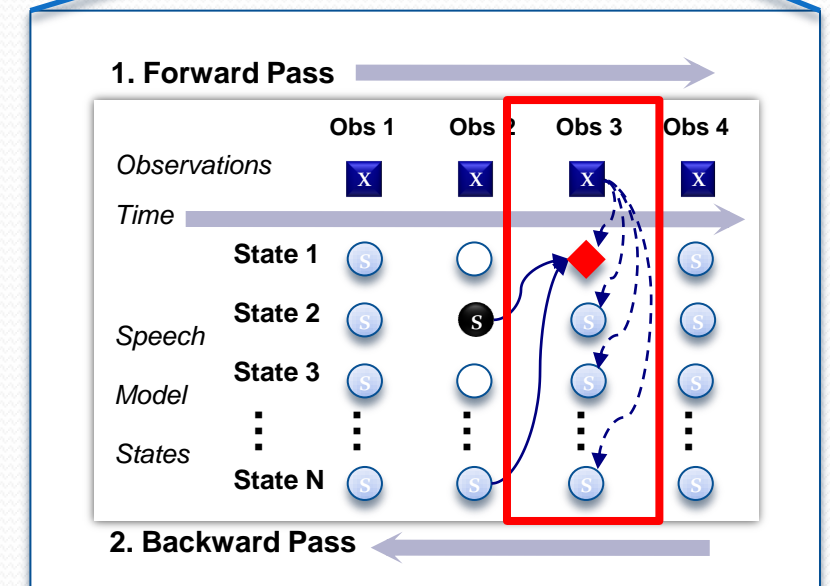 1. Forward Pass
Obs 1 Obs 2 Obs 3 Obs 4
Observations X X X X
Time
State 1 S S
State 2 S S S S
Speech
State 3 S S S
Model
States
State N S S S S
2. Backward Pass